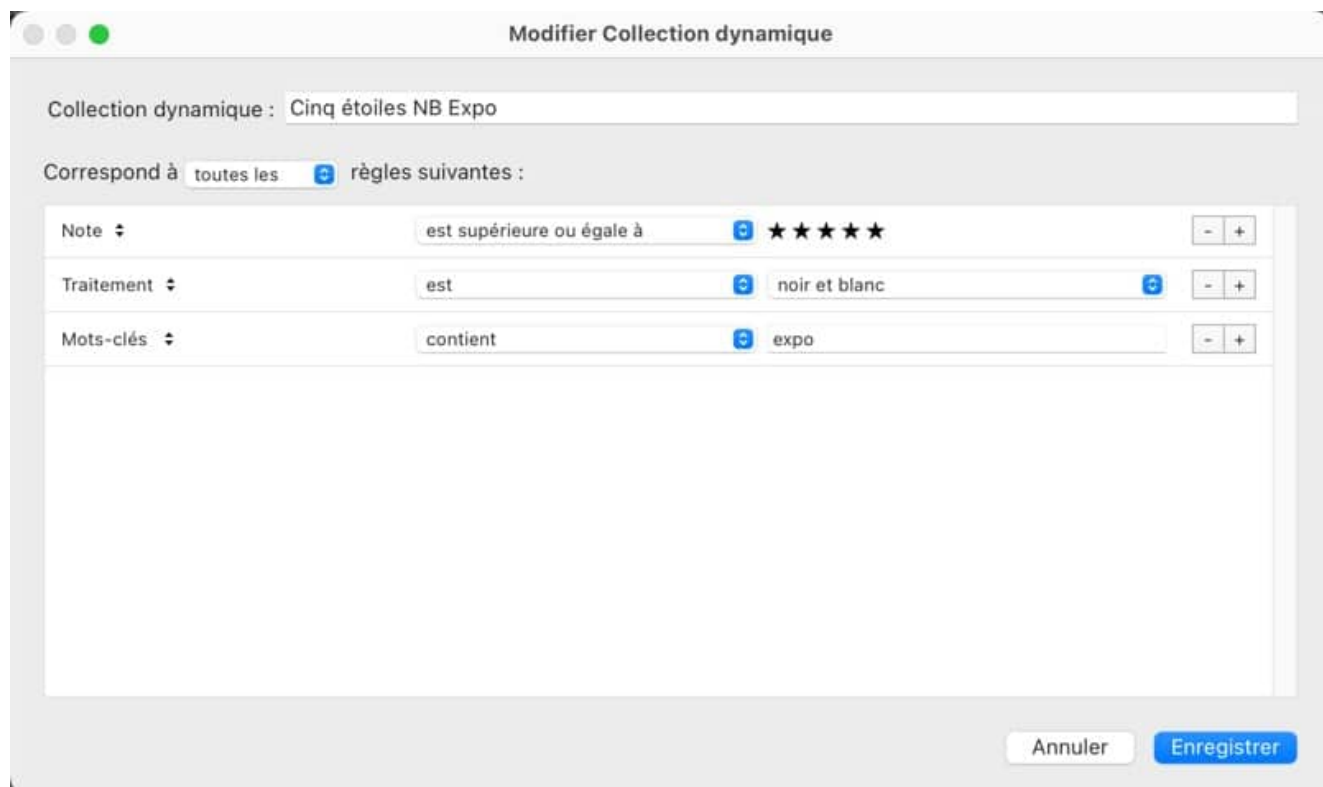 Modifier Collection dynamique
Collection dynamique : Cinq étoiles NB Expo
Correspond à toutes les règles suivantes :
Note est supérieure ou égale à ★★★★★ - +
Traitement est noir et blanc - +
Mots-clés contient expo - +
Annuler Enregistrer